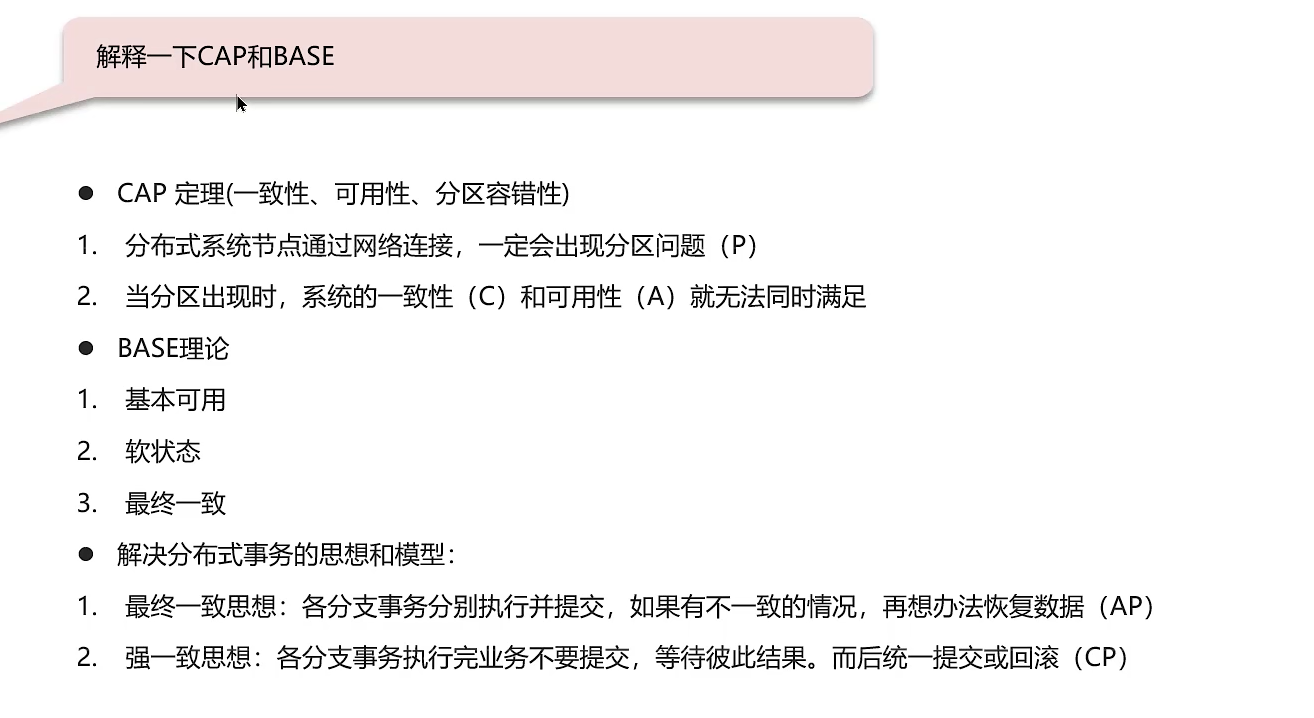 解释一下CAP和BASE
● CAP 定理(一致性、可用性、分区容错性)
1. 分布式系统节点通过网络连接，一定会出现分区问题（P）
2. 当分区出现时，系统的一致性（C）和可用性（A）就无法同时满足
● BASE理论
1. 基本可用
2. 软状态
3. 最终一致
● 解决分布式事务的思想和模型：
1. 最终一致思想：各分支事务分别执行并提交，如果有不一致的情况，再想办法恢复数据（AP）
2. 强一致思想：各分支事务执行完业务不要提交，等待彼此结果。而后统一提交或回滚（CP）